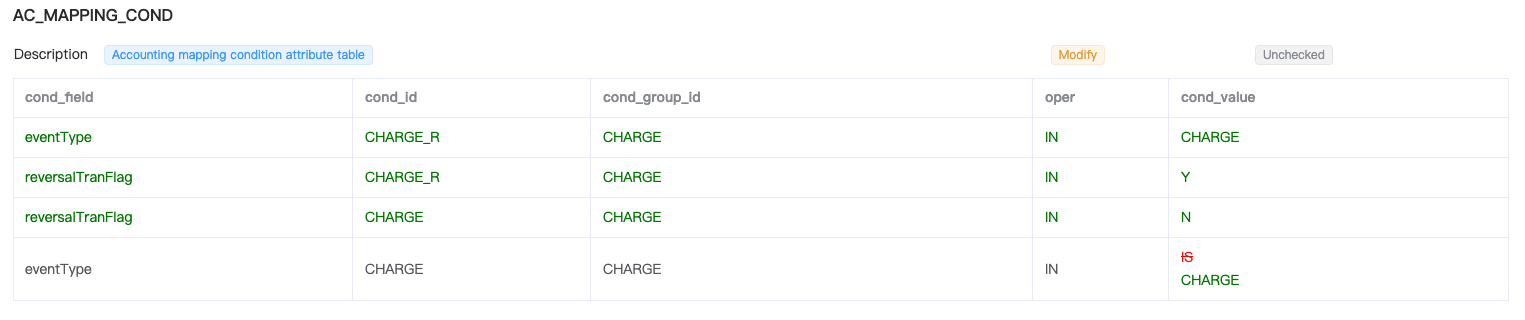 AC_MAPPING_COND
Description Accounting mapping condition attribute table Modify Unchecked
cond_field cond_id cond_group_id oper cond_value
eventType CHARGE_R CHARGE IN CHARGE
reversalTranFlag CHARGE_R CHARGE IN Y
reversalTranFlag CHARGE CHARGE IN N
eventType CHARGE CHARGE IN IS
CHARGE